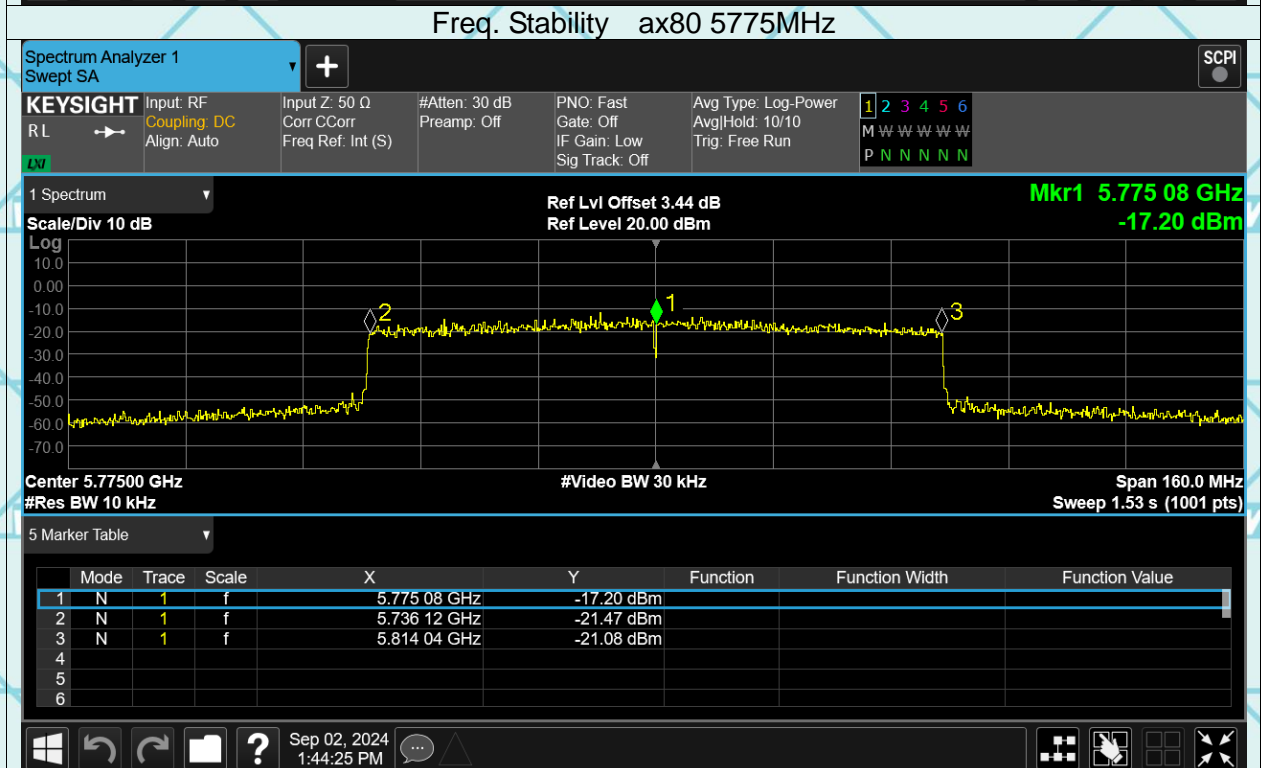 Freq. Stability ax80 5775MHz
Spectrum Analyzer 1
Swept SA
+
SCPI
KEYSIGHT
RL
LXI
Input: RF
Coupling: DC
Align: Auto
Input Z: 50 Ω
Corr CCorr
Freq Ref: Int (S)
#Atten: 30 dB
Preamp: Off
PNO: Fast
Gate: Off
IF Gain: Low
Sig Track: Off
Avg Type: Log-Power
Avg|Hold: 10/10
Trig: Free Run
1 2 3 4 5 6
M W W W W W
P N N N N N
1 Spectrum
Scale/Div 10 dB
Ref Lvl Offset 3.44 dB
Ref Level 20.00 dBm
Mkr1 5.775 08 GHz
-17.20 dBm
Log
10.0
0.00
-10.0
-20.0
-30.0
-40.0
-50.0
-60.0
-70.0
2
1
3
Center 5.77500 GHz
#Res BW 10 kHz
#Video BW 30 kHz
Span 160.0 MHz
Sweep 1.53 s (1001 pts)
5 Marker Table
Mode Trace Scale X Y Function Function Width Function Value
1 N 1 f 5.775 08 GHz -17.20 dBm
2 N 1 f 5.736 12 GHz -21.47 dBm
3 N 1 f 5.814 04 GHz -21.08 dBm
4
5
6
?
Sep 02, 2024
1:44:25 PM